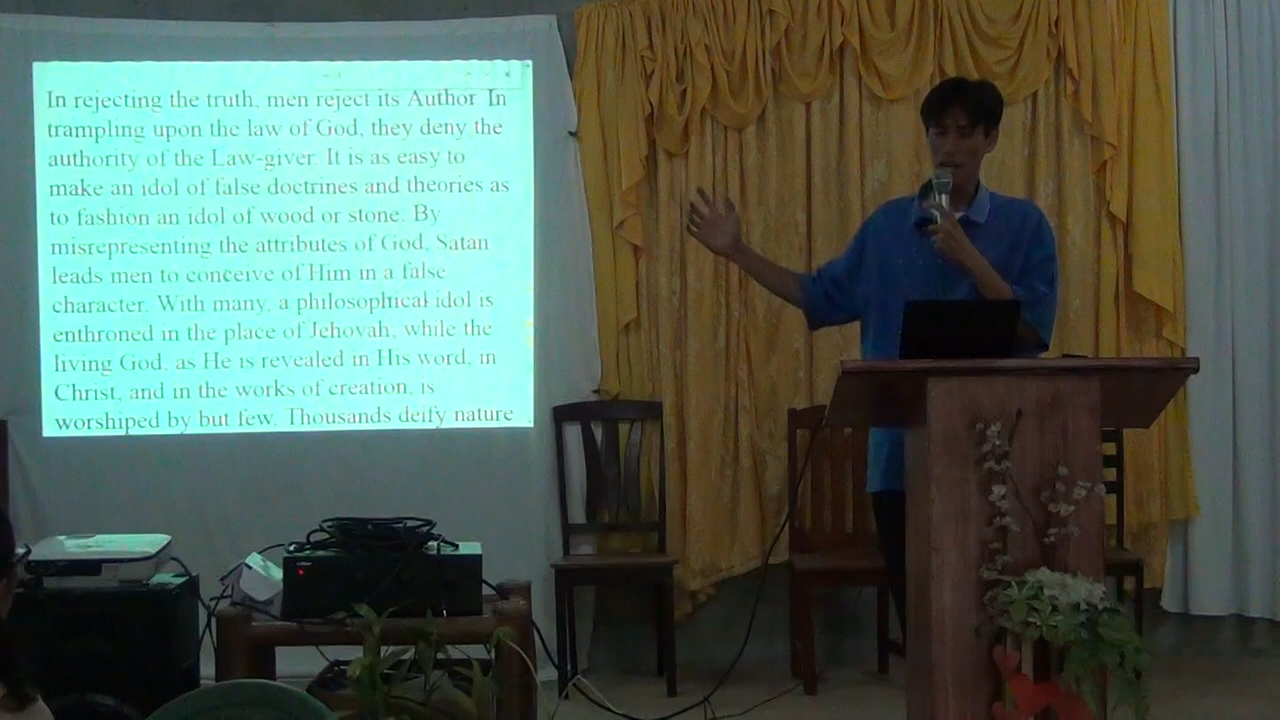 In rejecting the truth, men reject its Author. In
trampling upon the law of God, they deny the
authority of the Law-giver. It is as easy to
make an idol of false doctrines and theories as
to fashion an idol of wood or stone. By
misrepresenting the attributes of God, Satan
leads men to conceive of Him in a false
character. With many, a philosophical idol is
enthroned in the place of Jehovah; while the
living God, as He is revealed in His word, in
Christ, and in the works of creation, is
worshiped by but few. Thousands deify nature